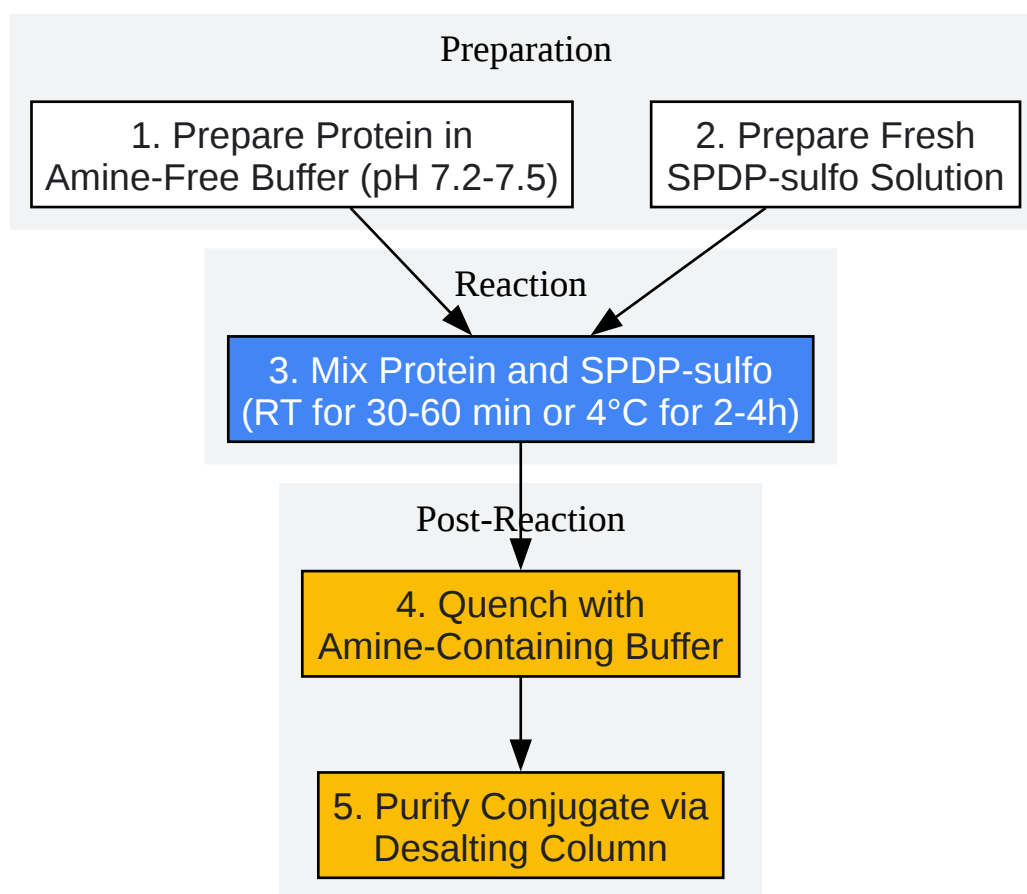 Preparation
1. Prepare Protein in
Amine-Free Buffer (pH 7.2-7.5)
2. Prepare Fresh
SPDP-sulfo Solution
Reaction
3. Mix Protein and SPDP-sulfo
(RT for 30-60 min or 4°C for 2-4h)
Post-Reaction
4. Quench with
Amine-Containing Buffer
5. Purify Conjugate via
Desalting Column